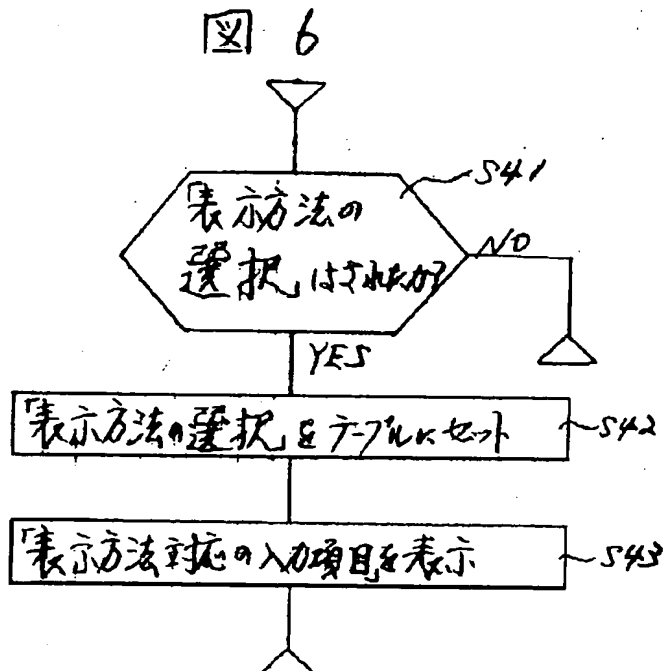 図 6
S41
「表示方法の
選択」はされたか?
NO
YES
「表示方法の選択」をテーブルにセット
S42
「表示方法対応の入力項目」を表示
S43